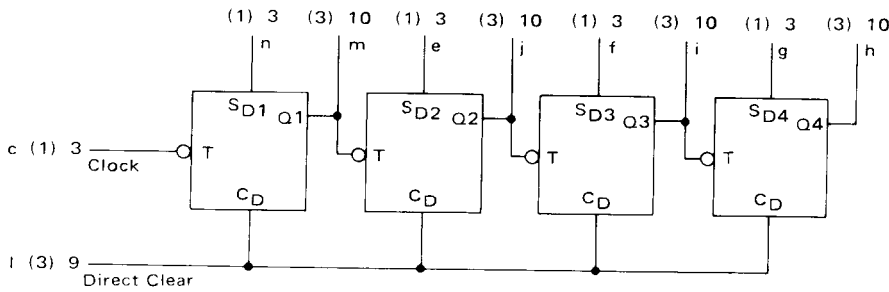 (1) 3 (3) 10 (1) 3 (3) 10 (1) 3 (3) 10 (1) 3 (3) 10
n m e j f i g h
SD1 Q1 SD2 Q2 SD3 Q3 SD4 Q4
c (1) 3 T T T T
Clock
CD CD CD CD
l (3) 9
Direct Clear